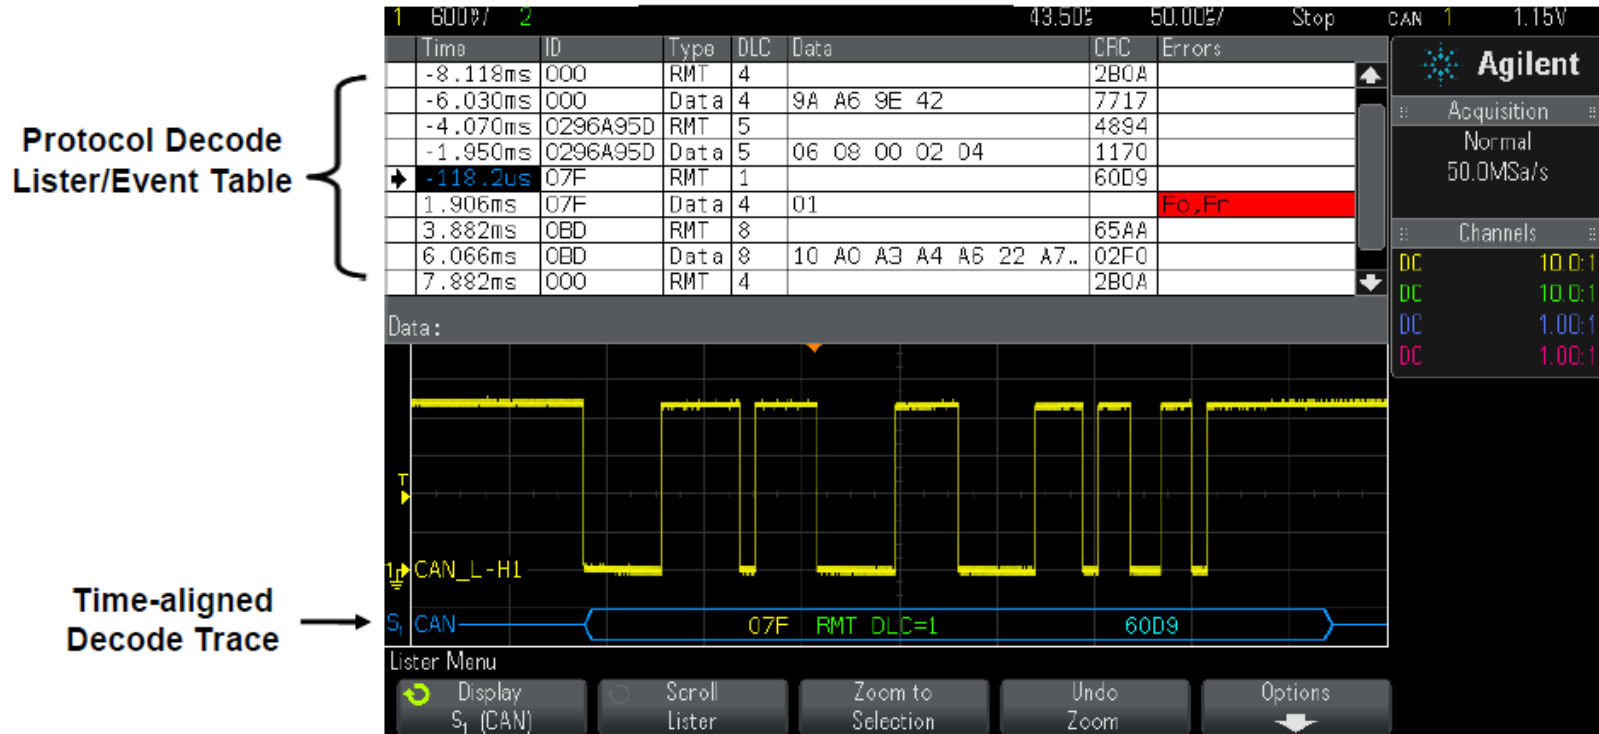 1 600♥/ 2 43.50s 50.00s/ Stop CAN 1 1.15V
Time ID Type DLC Data CRC Errors
-8.118ms 000 RMT 4 2B0A
-6.030ms 000 Data 4 9A A6 9E 42 7717
-4.070ms 0296A95D RMT 5 4894
-1.950ms 0296A95D Data 5 06 08 00 02 04 1170
-118.2us 07F RMT 1 60D9
1.906ms 07F Data 4 01 Fo,Fr
3.882ms 0BD RMT 8 65AA
6.066ms 0BD Data 8 10 A0 A3 A4 A6 22 A7.. 02F0
7.882ms 000 RMT 4 2B0A
Data:
Protocol Decode
Lister/Event Table
Agilent
Acquisition
Normal
50.0MSa/s
Channels
DC 10.0:1
DC 10.0:1
DC 1.00:1
DC 1.00:1
T
1 CAN_L-H1
S1 CAN 07F RMT DLC=1 60D9
Time-aligned
Decode Trace
Lister Menu
Display
S1 (CAN)
Scroll
Lister
Zoom to
Selection
Undo
Zoom
Options